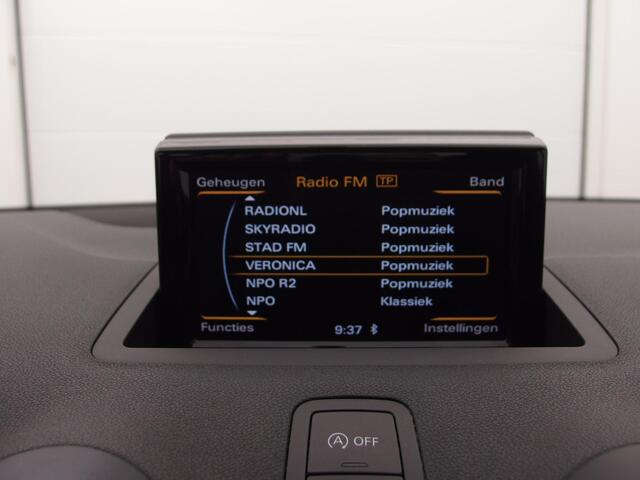 Geheugen Radio FM TP Band
RADIONL Popmuziek
SKYRADIO Popmuziek
STAD FM Popmuziek
VERONICA Popmuziek
NPO R2 Popmuziek
NPO Klassiek
Functies 9:37 Instellingen
A OFF